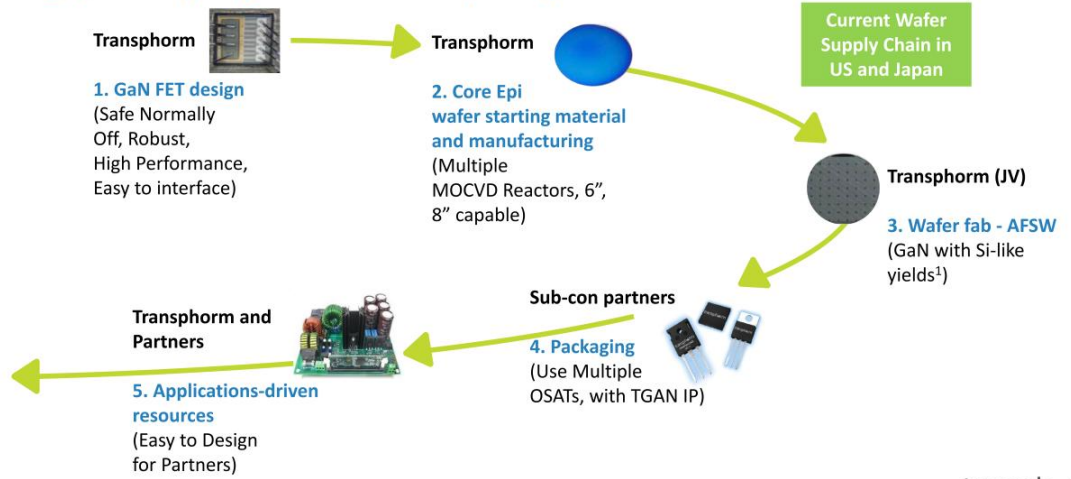 Transphorm
1. GaN FET design
(Safe Normally
Off, Robust,
High Performance,
Easy to interface)
Transphorm
2. Core Epi
wafer starting material
and manufacturing
(Multiple
MOCVD Reactors, 6”,
8” capable)
Current Wafer
Supply Chain in
US and Japan
Transphorm (JV)
3. Wafer fab - AFSW
(GaN with Si-like
yields¹)
Sub-con partners
4. Packaging
(Use Multiple
OSATs, with TGAN IP)
Transphorm and
Partners
5. Applications-driven
resources
(Easy to Design
for Partners)